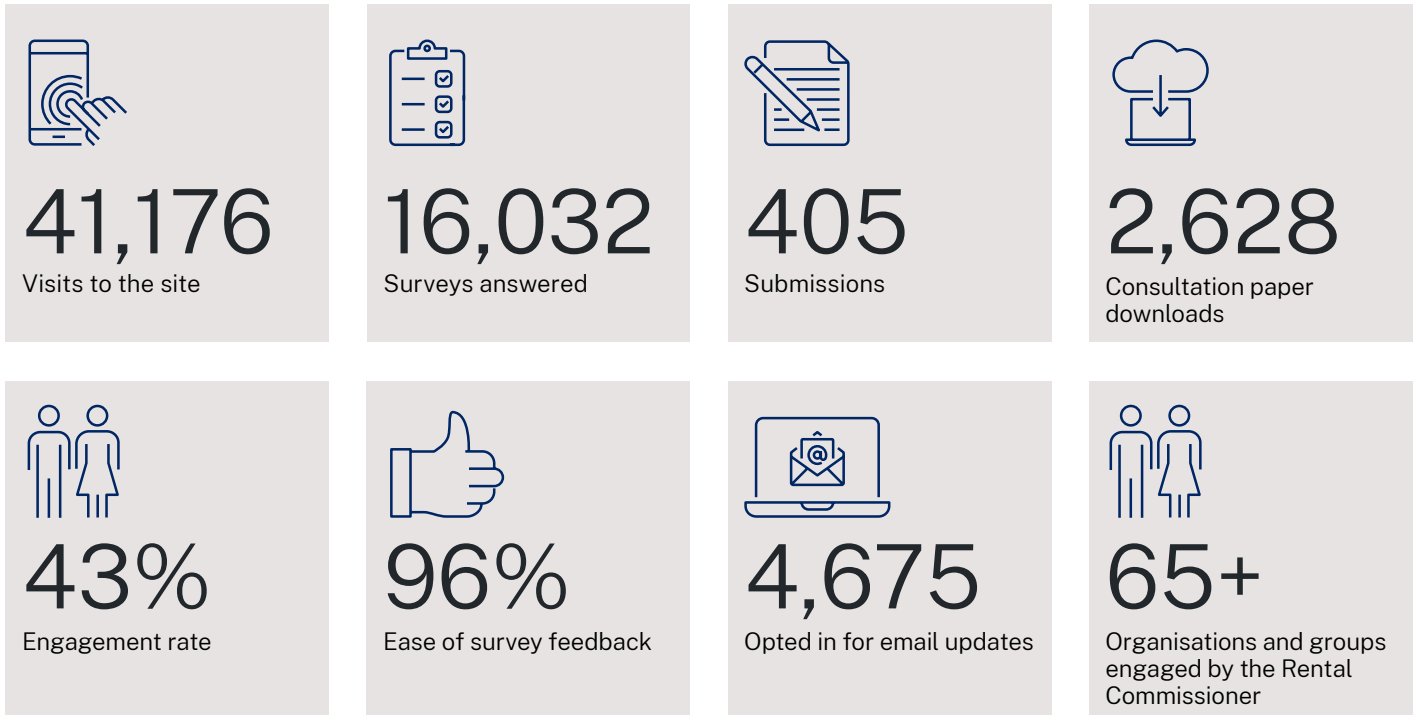 41,176
Visits to the site
16,032
Surveys answered
405
Submissions
2,628
Consultation paper
downloads
43%
Engagement rate
96%
Ease of survey feedback
@
4,675
Opted in for email updates
65+
Organisations and groups
engaged by the Rental
Commissioner